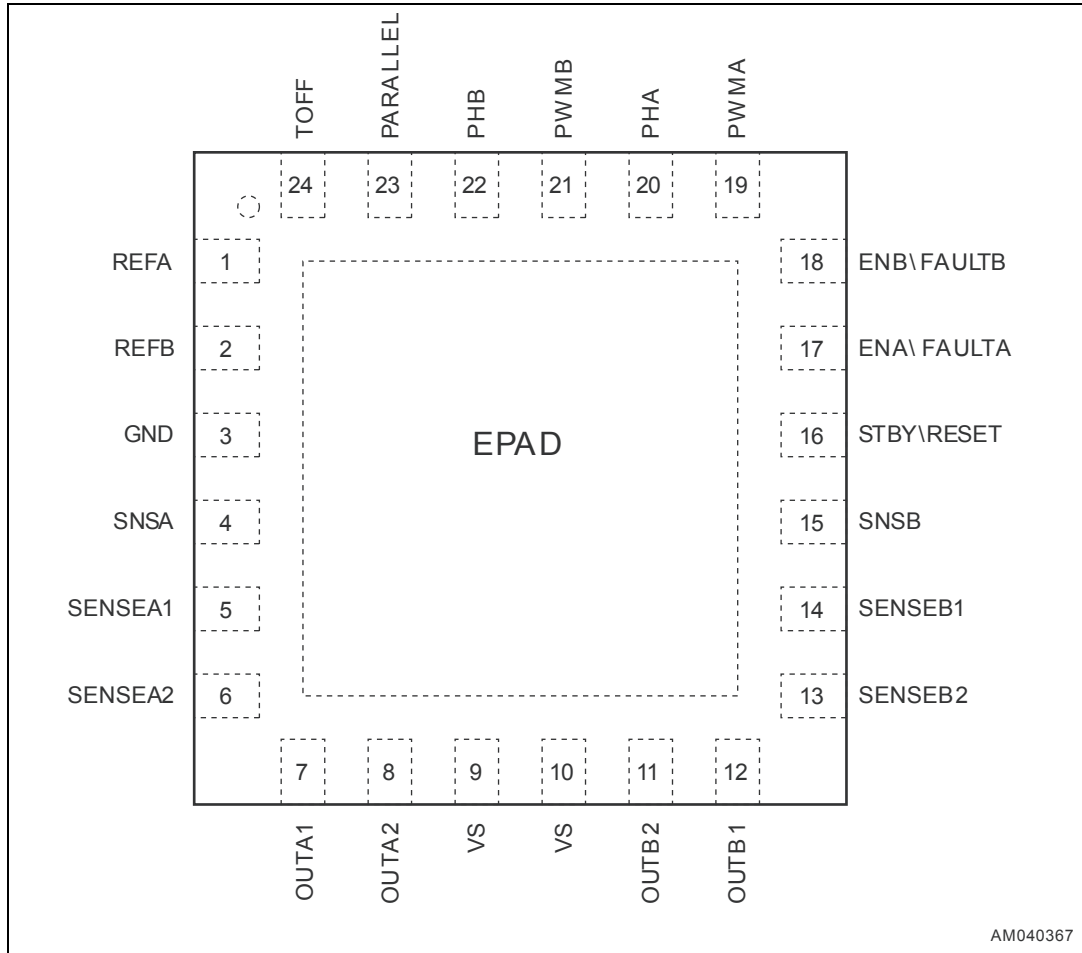 TOFF
PARALLEL
PHB
PWMB
PHA
PWMA
24
23
22
21
20
19
REFA 1
18 ENB\FAULTB
REFB 2
17 ENA\ FAULTA
GND 3
EPAD
16 STBY\RESET
SNSA 4
15 SNSB
SENSEA1 5
14 SENSEB1
SENSEA2 6
13 SENSEB2
7
8
9
10
11
12
OUTA1
OUTA2
VS
VS
OUTB2
OUTB1
AM040367